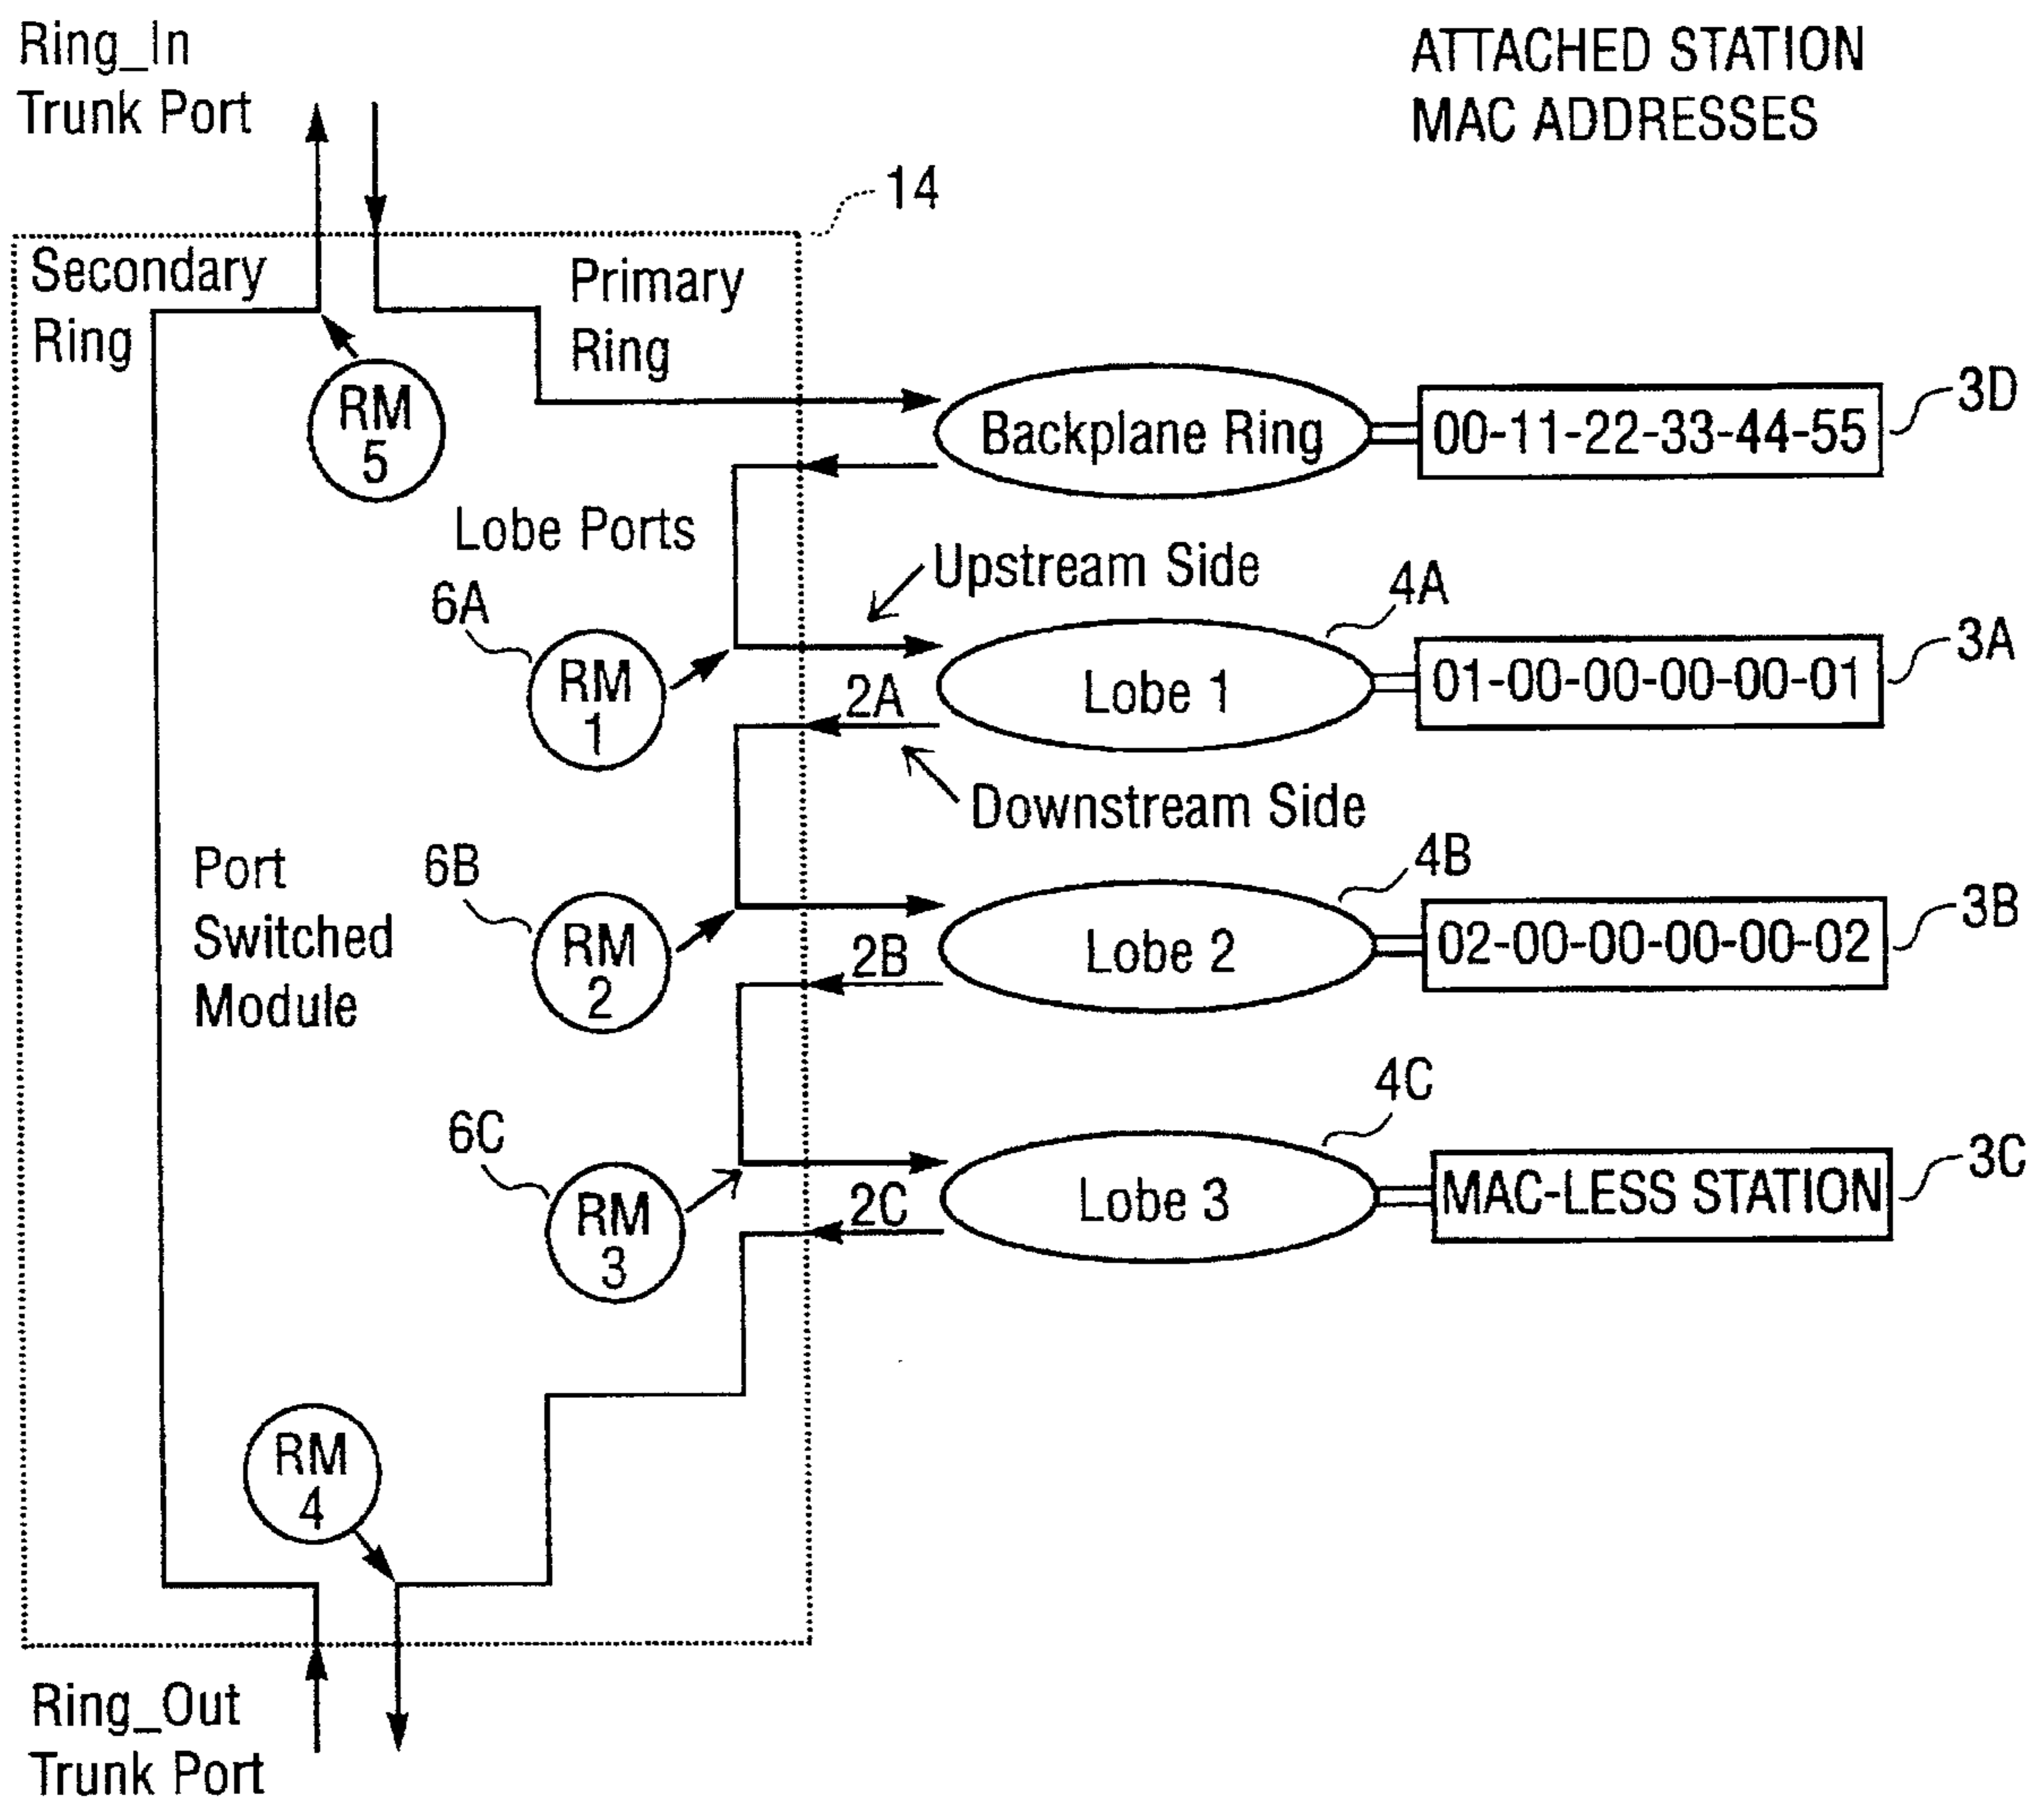 Ring_In
Trunk Port
ATTACHED STATION
MAC ADDRESSES
14
Secondary
Ring
Primary
Ring
RM
5
Backplane Ring
00-11-22-33-44-55
3D
Lobe Ports
Upstream Side
6A
RM
1
2A
4A
Lobe 1
01-00-00-00-00-01
3A
Downstream Side
Port
Switched
Module
6B
RM
2
2B
4B
Lobe 2
02-00-00-00-00-02
3B
6C
RM
3
2C
4C
Lobe 3
MAC-LESS STATION
3C
RM
4
Ring_Out
Trunk Port